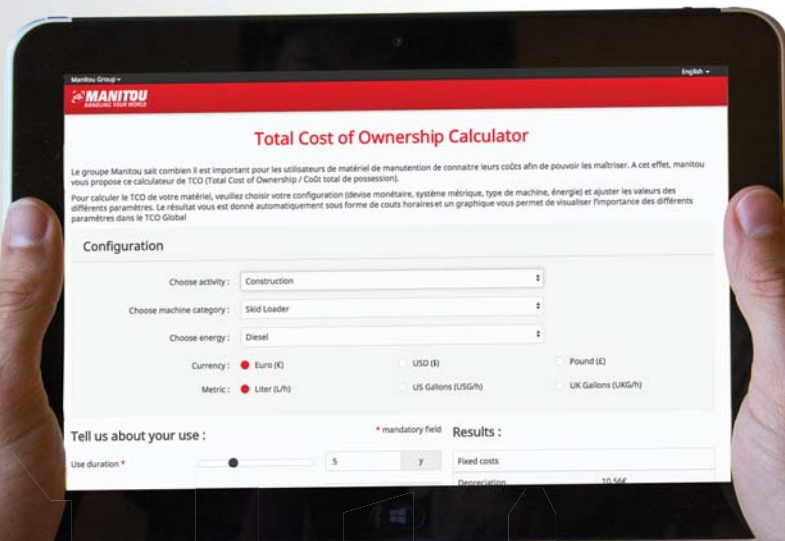 Manitou Group
English
MANITOU
HANDLING YOUR WORLD
Total Cost of Ownership Calculator
Le groupe Manitou sait combien il est important pour les utilisateurs de matériel de manutention de connaitre leurs coûts afin de pouvoir les maîtriser. A cet effet, manitou
vous propose ce calculateur de TCO (Total Cost of Ownership / Coût total de possession).
Pour calculer le TCO de votre matériel, veuillez choisir votre configuration (devise monétaire, système métrique, type de machine, énergie) et ajuster les valeurs des
différents paramètres. Le résultat vous est donné automatiquement sous forme de couts horaires et un graphique vous permet de visualiser l'importance des différents
paramètres dans le TCO Global
Configuration
Choose activity : Construction
Choose machine category : Skid Loader
Choose energy : Diesel
Currency : Euro (€) USD ($) Pound (£)
Metric : Liter (L/h) US Gallons (USG/h) UK Gallons (UKG/h)
Tell us about your use : * mandatory field Results :
Use duration * 5 y Fixed costs
Depreciation 10.56€